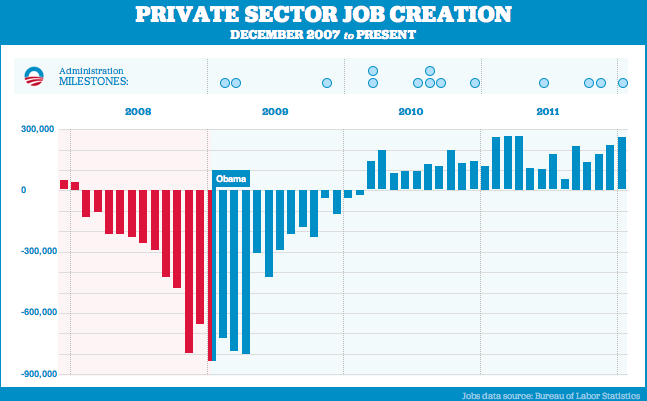 PRIVATE SECTOR JOB CREATION
DECEMBER 2007 to PRESENT
Administration
MILESTONES:
2008 2009 2010 2011
300,000
Obama
0
-300,000
-600,000
-900,000
Jobs data source: Bureau of Labor Statistics